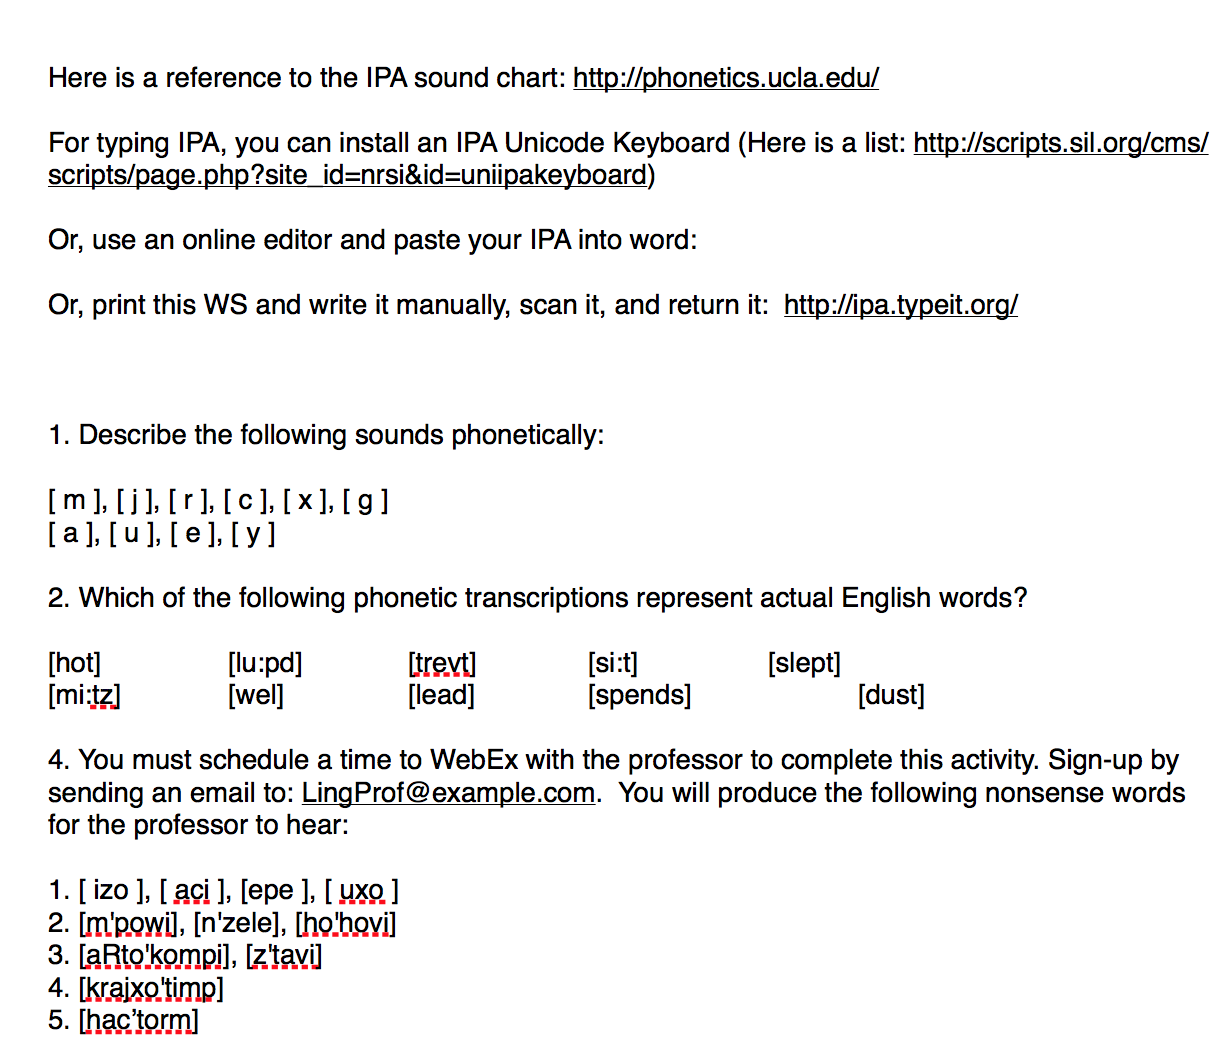 Here is a reference to the IPA sound chart: http://phonetics.ucla.edu/
For typing IPA, you can install an IPA Unicode Keyboard (Here is a list: http://scripts.sil.org/cms/
scripts/page.php?site_id=nrsi&id=uniipakeyboard)
Or, use an online editor and paste your IPA into word:
Or, print this WS and write it manually, scan it, and return it:  http://ipa.typeit.org/
1. Describe the following sounds phonetically:
[ m ], [ j ], [ r ], [ c ], [ x ], [ g ]
[ a ], [ u ], [ e ], [ y ]
2. Which of the following phonetic transcriptions represent actual English words?
[hot] [lu:pd] [trevt] [si:t] [slept]
[mi:tz] [wel] [lead] [spends] [dust]
4. You must schedule a time to WebEx with the professor to complete this activity. Sign-up by
sending an email to: LingProf@example.com.  You will produce the following nonsense words
for the professor to hear:
1. [ izo ], [ aci ], [epe ], [ uxo ]
2. [m'powi], [n'zele], [ho'hovi]
3. [aRto'kompi], [z'tavi]
4. [krajxo'timp]
5. [hac’torm]